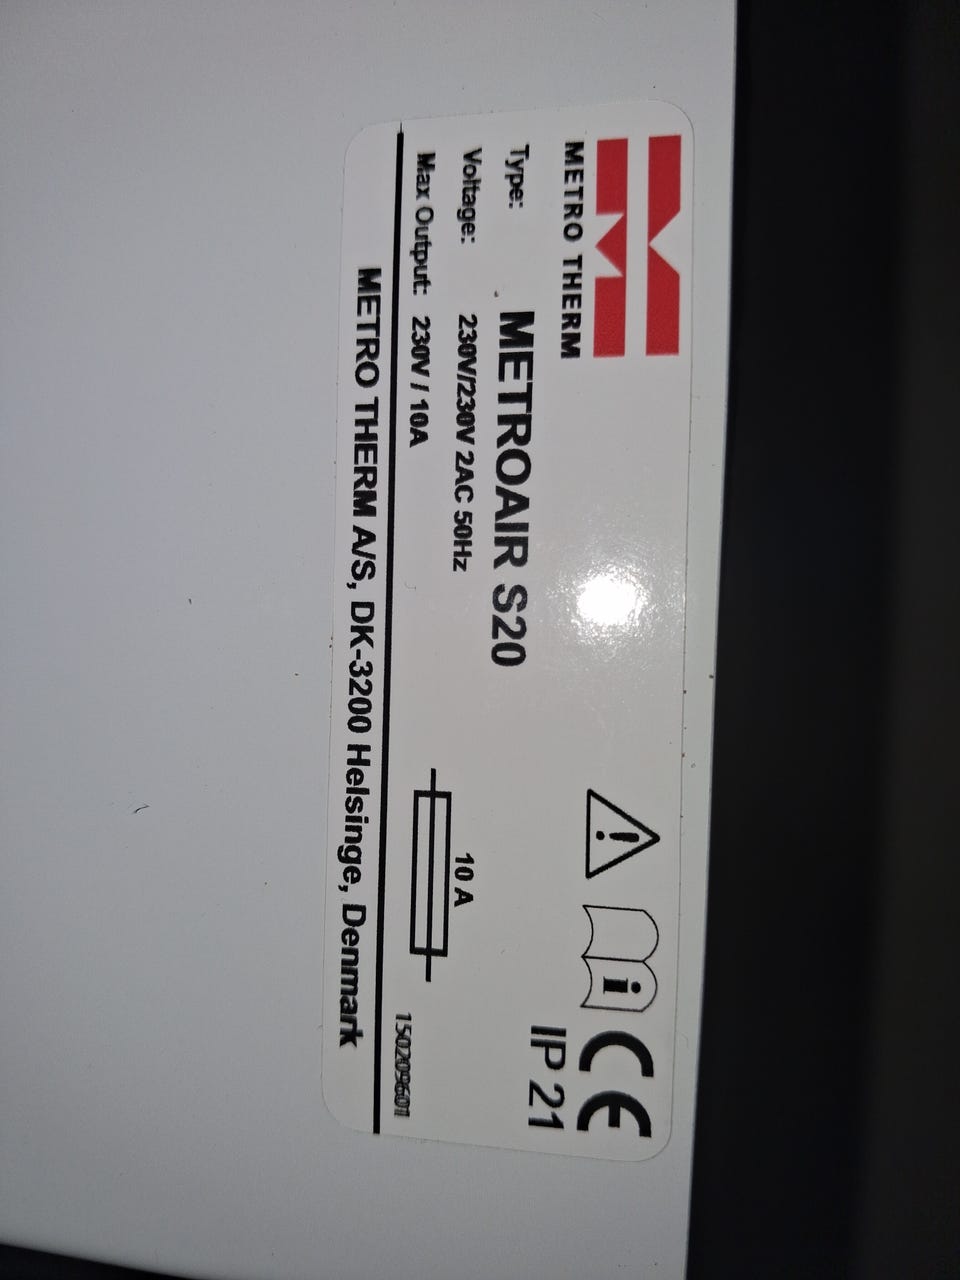 METRO THERM
CE
Type: METROAIR S20
IP 21
Voltage: 230V/230V 2AC 50Hz
10 A
Max Output: 230V / 10A
150209601
METRO THERM A/S, DK-3200 Helsinge, Denmark